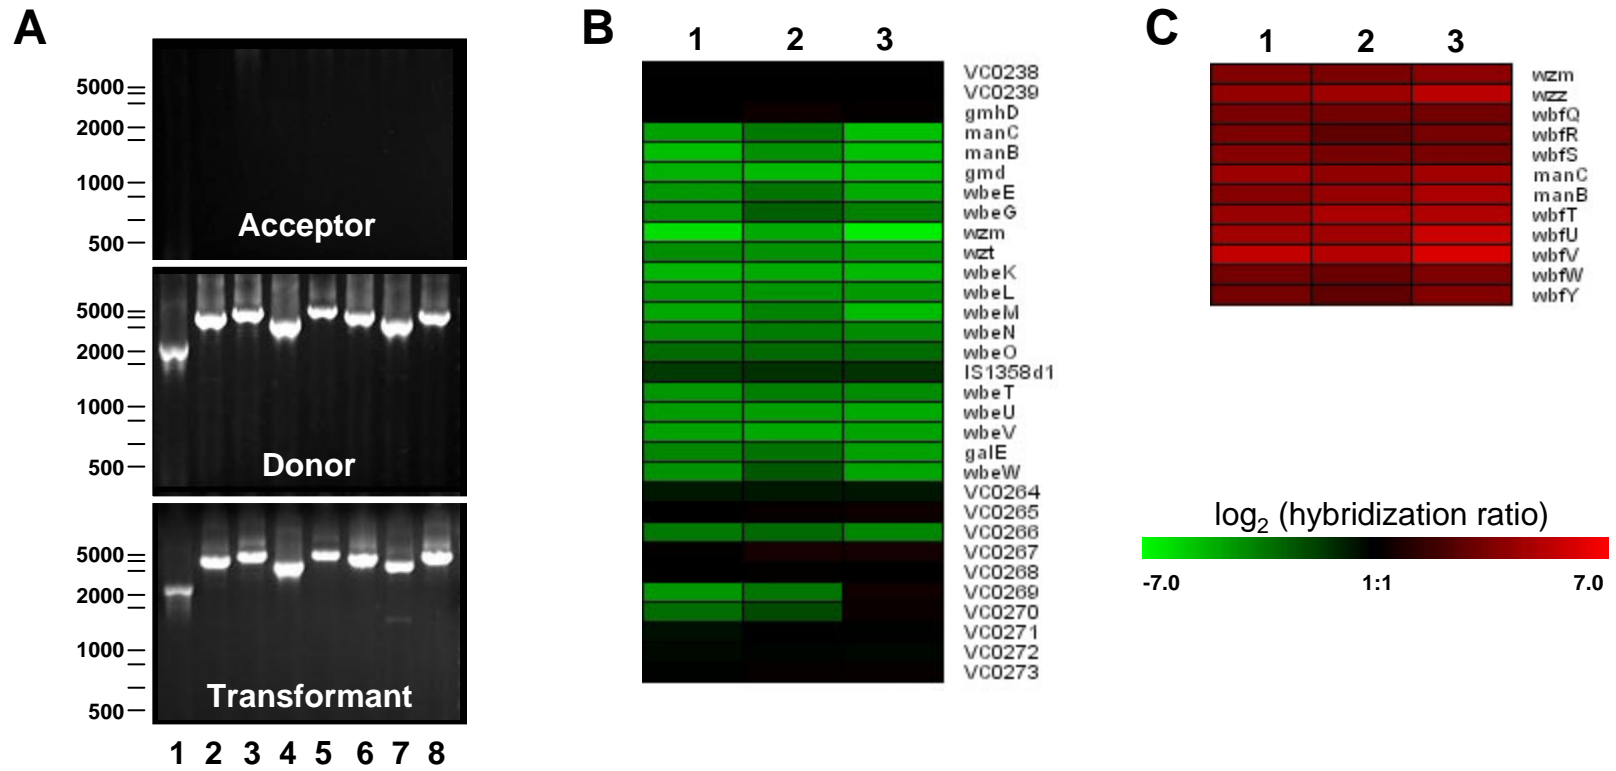 A
5000
2000
1000
500
Acceptor
5000
2000
1000
500
Donor
5000
2000
1000
500
Transformant
1 2 3 4 5 6 7 8
B
1 2 3
VC0238
VC0239
gmhD
manC
manB
gmd
wbeE
wbeG
wzm
wzt
wbeK
wbeL
wbeM
wbeN
wbeO
IS1358d1
wbeT
wbeU
wbeV
galE
wbeW
VC0264
VC0265
VC0266
VC0267
VC0268
VC0269
VC0270
VC0271
VC0272
VC0273
C
1 2 3
wzm
wzz
wbfQ
wbfR
wbfS
manC
manB
wbfT
wbfU
wbfV
wbfW
wbfY
log₂ (hybridization ratio)
-7.0 1:1 7.0